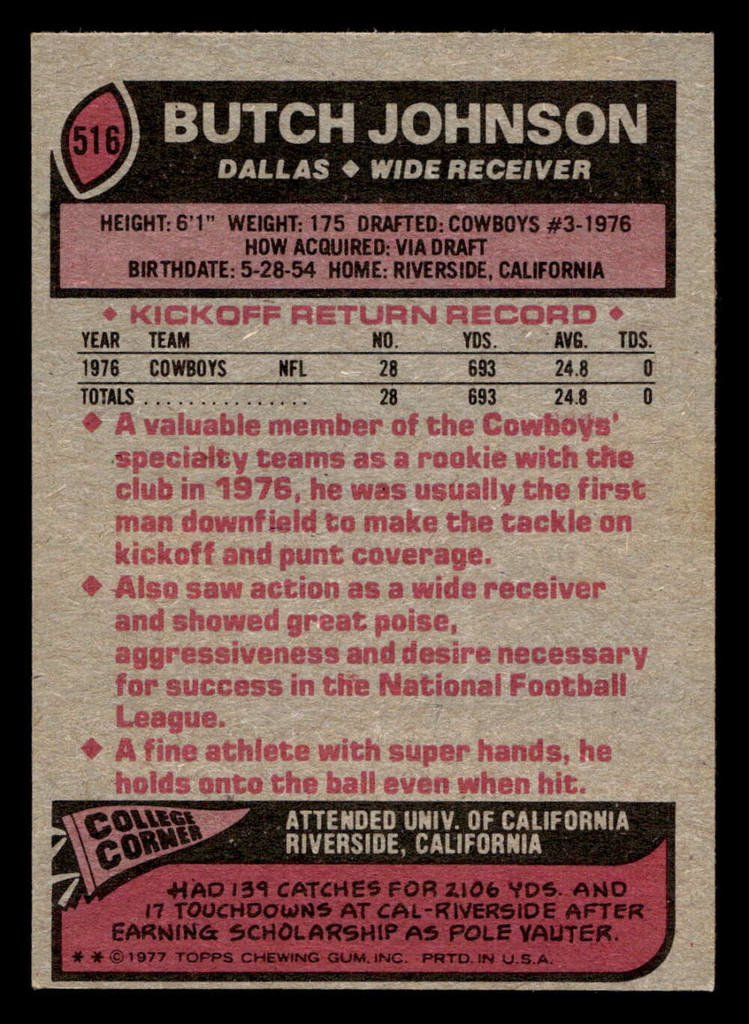 516
BUTCH JOHNSON
DALLAS ◆ WIDE RECEIVER
HEIGHT: 6'1" WEIGHT: 175 DRAFTED: COWBOYS #3-1976
HOW ACQUIRED: VIA DRAFT
BIRTHDATE: 5-28-54 HOME: RIVERSIDE, CALIFORNIA
◆ KICKOFF RETURN RECORD ◆
YEAR TEAM NO. YDS. AVG. TDS.
1976 COWBOYS NFL 28 693 24.8 0
TOTALS . . . . . . . . . . . . . . . 28 693 24.8 0
◆ A valuable member of the Cowboys'
specialty teams as a rookie with the
club in 1976, he was usually the first
man downfield to make the tackle on
kickoff and punt coverage.
◆ Also saw action as a wide receiver
and showed great poise,
aggressiveness and desire necessary
for success in the National Football
League.
◆ A fine athlete with super hands, he
holds onto the ball even when hit.
COLLEGE
CORNER
ATTENDED UNIV. OF CALIFORNIA
RIVERSIDE, CALIFORNIA
HAD 139 CATCHES FOR 2106 YDS. AND
17 TOUCHDOWNS AT CAL-RIVERSIDE AFTER
EARNING SCHOLARSHIP AS POLE VAULTER.
* * © 1977 TOPPS CHEWING GUM, INC. PRTD. IN U.S.A.